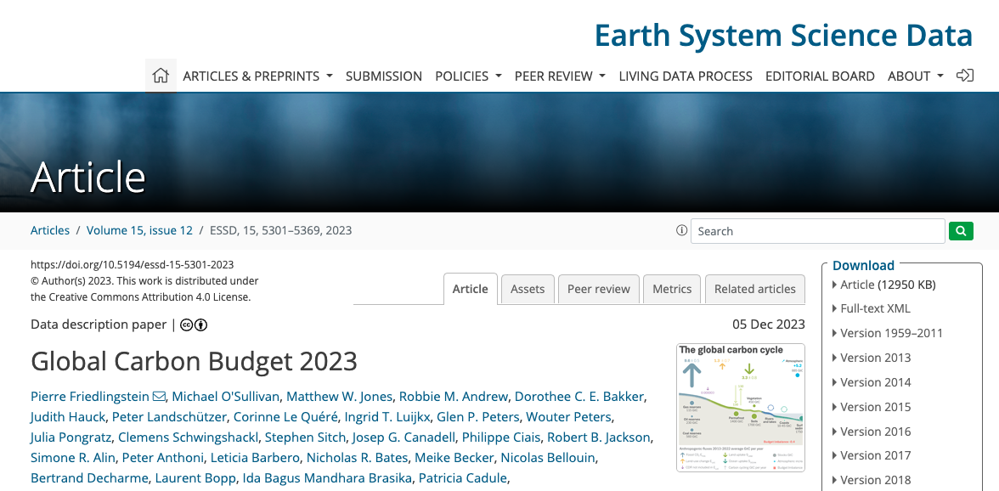 Earth System Science Data
ARTICLES & PREPRINTS SUBMISSION POLICIES PEER REVIEW LIVING DATA PROCESS EDITORIAL BOARD ABOUT
Article
Articles / Volume 15, issue 12 / ESSD, 15, 5301–5369, 2023
Search
https://doi.org/10.5194/essd-15-5301-2023
© Author(s) 2023. This work is distributed under
the Creative Commons Attribution 4.0 License.
Article Assets Peer review Metrics Related articles
Data description paper |
05 Dec 2023
Global Carbon Budget 2023
Pierre Friedlingstein, Michael O'Sullivan, Matthew W. Jones, Robbie M. Andrew, Dorothee C. E. Bakker,
Judith Hauck, Peter Landschützer, Corinne Le Quéré, Ingrid T. Luijkx, Glen P. Peters, Wouter Peters,
Julia Pongratz, Clemens Schwingshackl, Stephen Sitch, Josep G. Canadell, Philippe Ciais, Robert B. Jackson,
Simone R. Alin, Peter Anthoni, Leticia Barbero, Nicholas R. Bates, Meike Becker, Nicolas Bellouin,
Bertrand Decharme, Laurent Bopp, Ida Bagus Mandhara Brasika, Patricia Cadule,
The global carbon cycle
Download
Article (12950 KB)
Full-text XML
Version 1959–2011
Version 2013
Version 2014
Version 2015
Version 2016
Version 2017
Version 2018